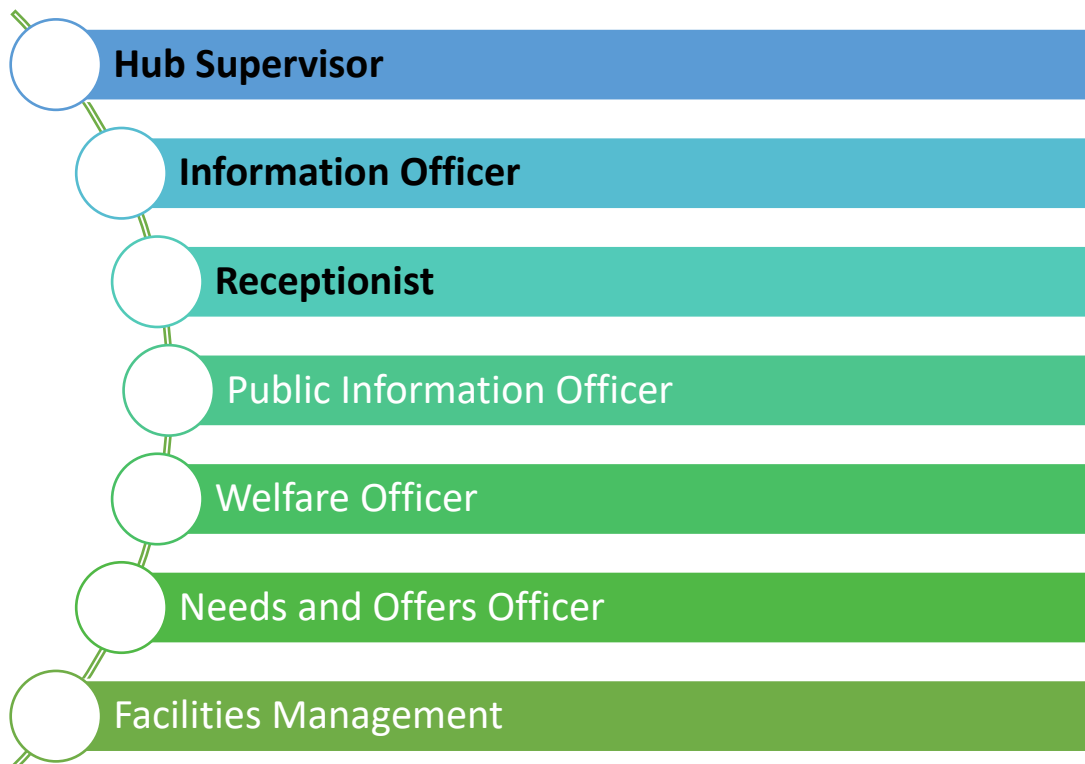 Hub Supervisor
Information Officer
Receptionist
Public Information Officer
Welfare Officer
Needs and Offers Officer
Facilities Management